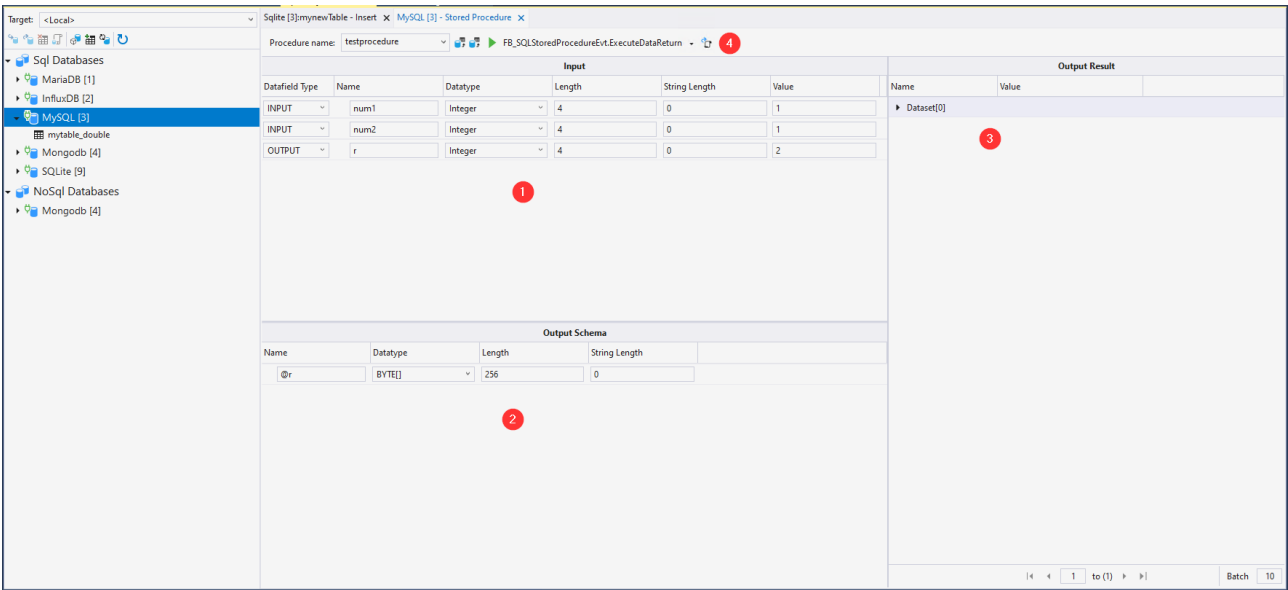 Target: <Local>
Sql Databases
MariaDB [1]
InfluxDB [2]
MySQL [3]
mytable_double
Mongodb [4]
SQLite [9]
NoSql Databases
Mongodb [4]
Sqlite [3]:mynewTable - Insert X MySQL [3] - Stored Procedure X
Procedure name: testprocedure FB_SQLStoredProcedureEvt.ExecuteDataReturn 4
Input
Datafield Type Name Datatype Length String Length Value
INPUT num1 Integer 4 0 1
INPUT num2 Integer 4 0 1
OUTPUT r Integer 4 0 2
1
Output Schema
Name Datatype Length String Length
@r BYTE[] 256 0
2
Output Result
Name Value
Dataset[0]
3
1 to (1) Batch 10